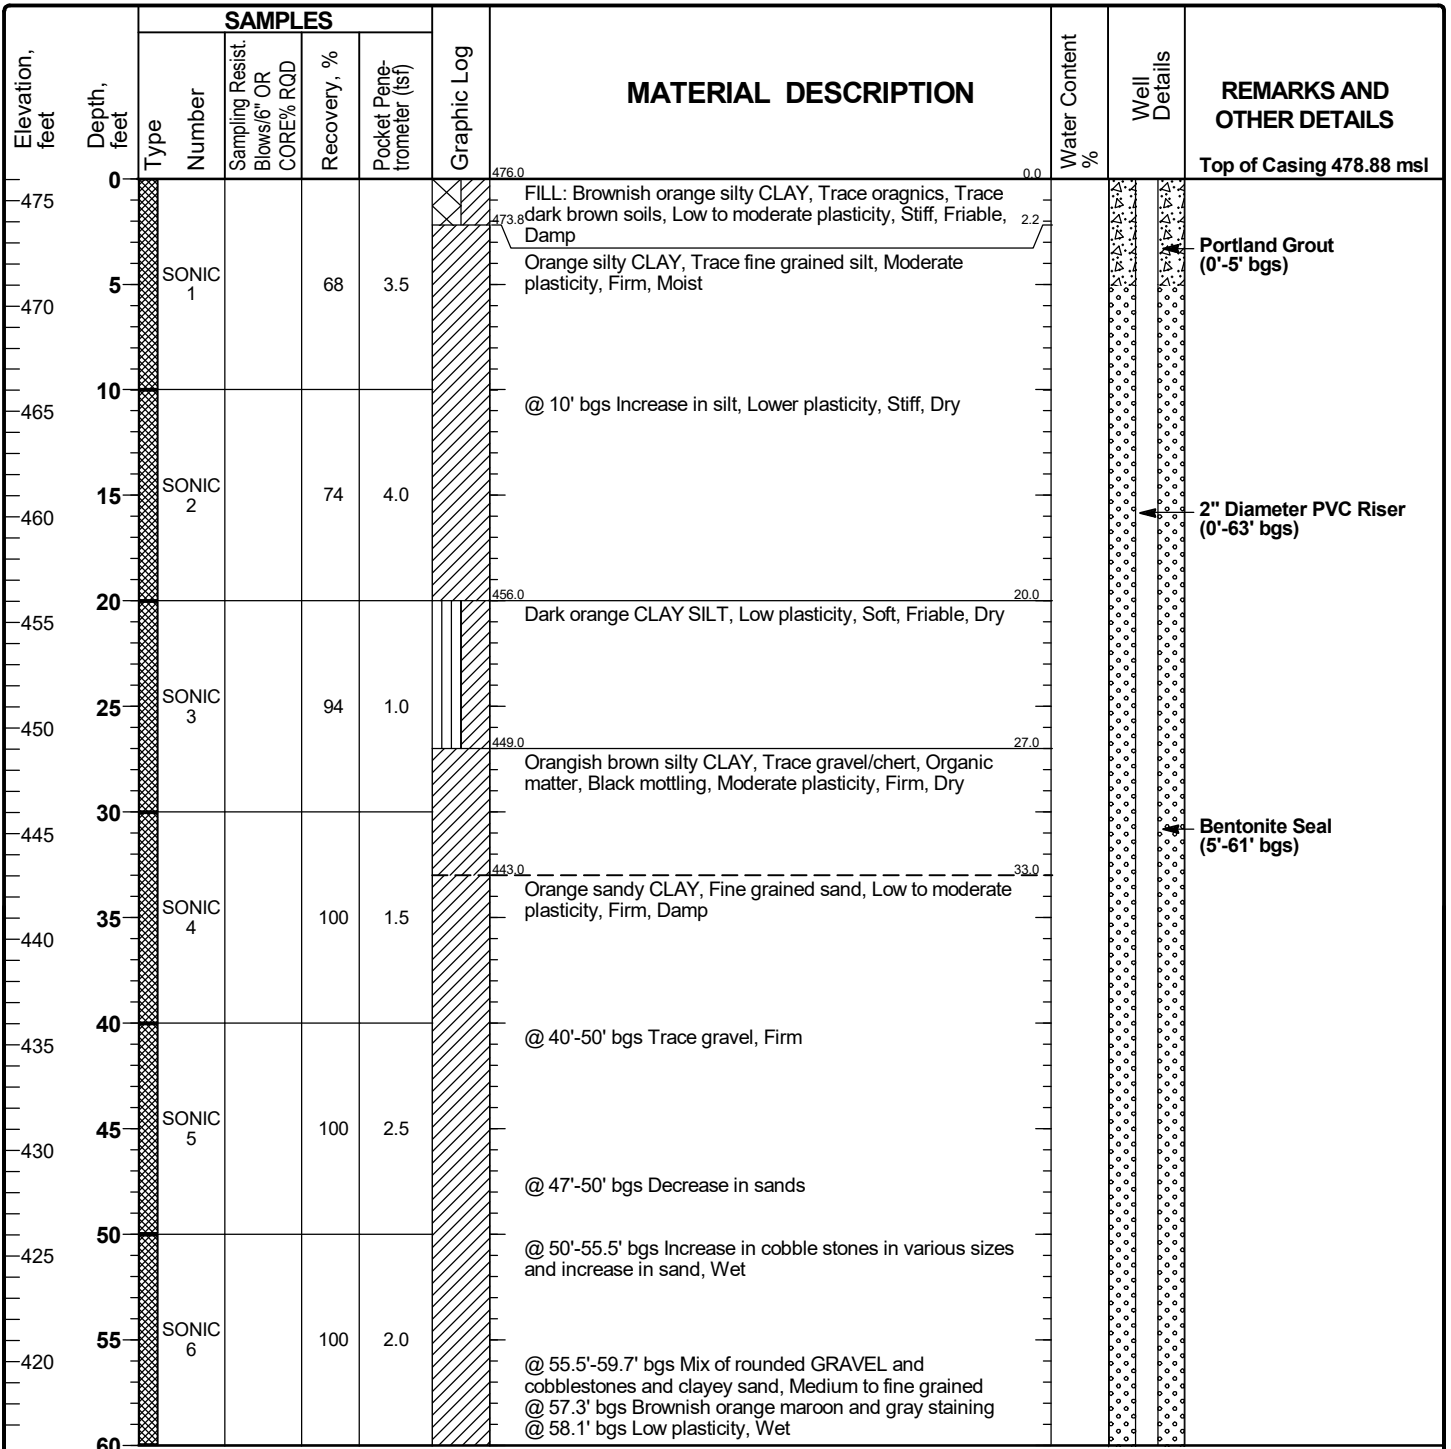 SAMPLES
Elevation,
feet
Depth,
feet
Type
Number
Sampling Resist.
Blows/6" OR
CORE% RQD
Recovery, %
Pocket Pene-
trometer (tsf)
Graphic Log
MATERIAL DESCRIPTION
Water Content
%
Well
Details
REMARKS AND
OTHER DETAILS
Top of Casing 478.88 msl
0
476.0
0.0
475
FILL: Brownish orange silty CLAY, Trace oragnics, Trace
dark brown soils, Low to moderate plasticity, Stiff, Friable,
Damp
473.8
2.2
Portland Grout
(0'-5' bgs)
Orange silty CLAY, Trace fine grained silt, Moderate
plasticity, Firm, Moist
5
SONIC
1
68
3.5
470
10
465
@ 10' bgs Increase in silt, Lower plasticity, Stiff, Dry
15
SONIC
2
74
4.0
460
2" Diameter PVC Riser
(0'-63' bgs)
20
456.0
20.0
455
Dark orange CLAY SILT, Low plasticity, Soft, Friable, Dry
25
SONIC
3
94
1.0
450
449.0
27.0
Orangish brown silty CLAY, Trace gravel/chert, Organic
matter, Black mottling, Moderate plasticity, Firm, Dry
30
445
Bentonite Seal
(5'-61' bgs)
443.0
33.0
Orange sandy CLAY, Fine grained sand, Low to moderate
plasticity, Firm, Damp
35
SONIC
4
100
1.5
440
40
435
@ 40'-50' bgs Trace gravel, Firm
45
SONIC
5
100
2.5
430
@ 47'-50' bgs Decrease in sands
50
425
@ 50'-55.5' bgs Increase in cobble stones in various sizes
and increase in sand, Wet
55
SONIC
6
100
2.0
420
@ 55.5'-59.7' bgs Mix of rounded GRAVEL and
cobblestones and clayey sand, Medium to fine grained
@ 57.3' bgs Brownish orange maroon and gray staining
@ 58.1' bgs Low plasticity, Wet
60